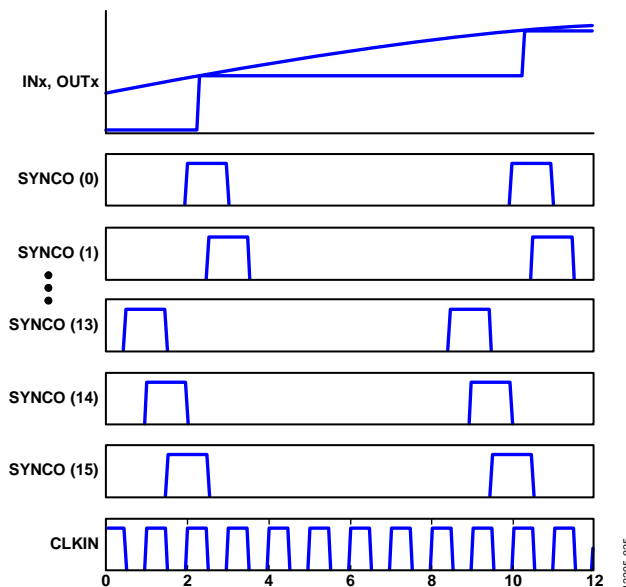 INx, OUTx
SYNCO (0)
SYNCO (1)
SYNCO (13)
SYNCO (14)
SYNCO (15)
CLKIN
0 2 4 6 8 10 12